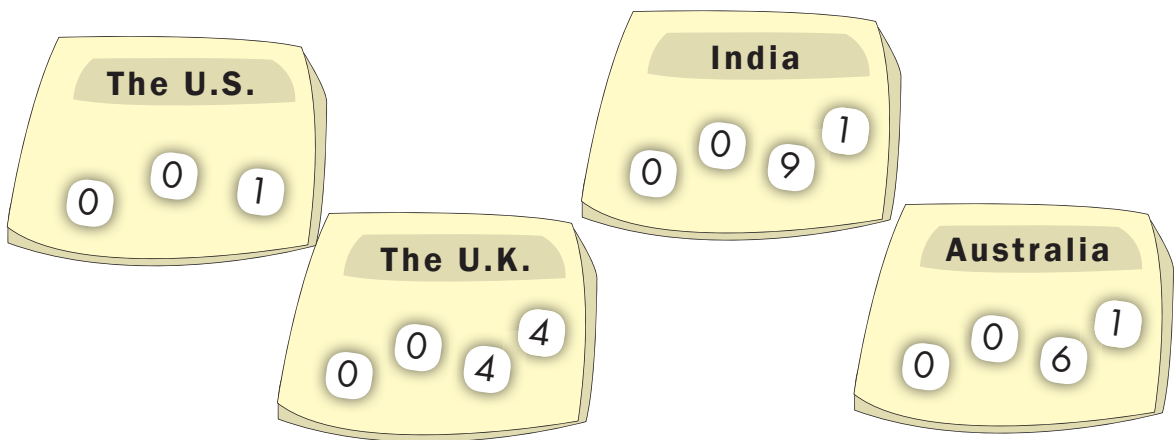 The U.S.
0 0 1
The U.K.
0 0 4 4
India
0 0 9 1
Australia
0 0 6 1